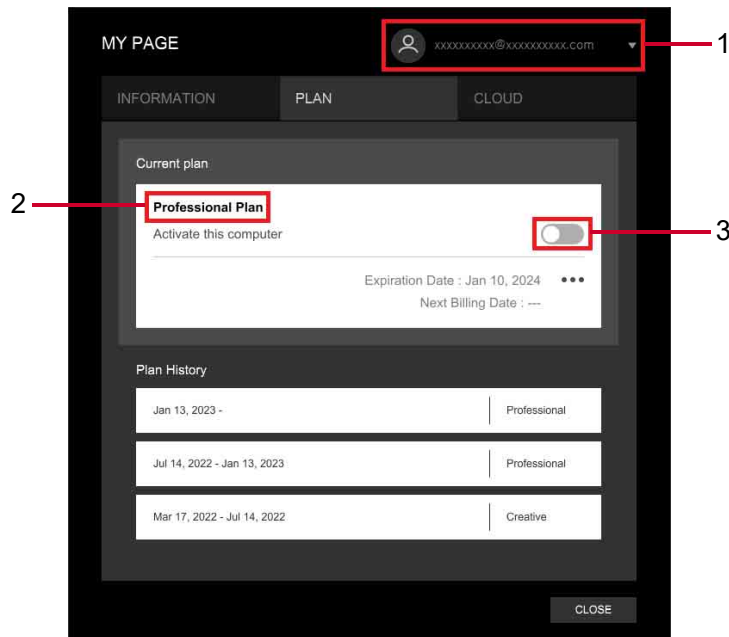 MY PAGE
xxxxxxxxxx@xxxxxxxxxx.com
1
INFORMATION PLAN CLOUD
Current plan
2
Professional Plan
Activate this computer
3
Expiration Date : Jan 10, 2024
Next Billing Date : ---
Plan History
Jan 13, 2023 - Professional
Jul 14, 2022 - Jan 13, 2023 Professional
Mar 17, 2022 - Jul 14, 2022 Creative
CLOSE